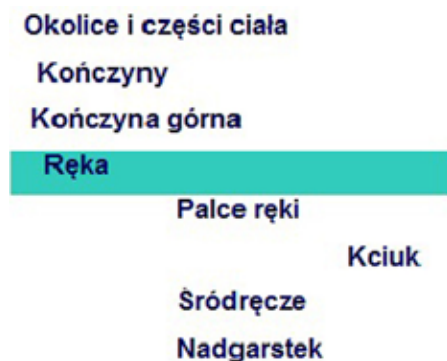 Okolice i części ciała
Kończyny
Kończyna górna
Ręka
Palce ręki
Kciuk
Śródręcze
Nadgarstek